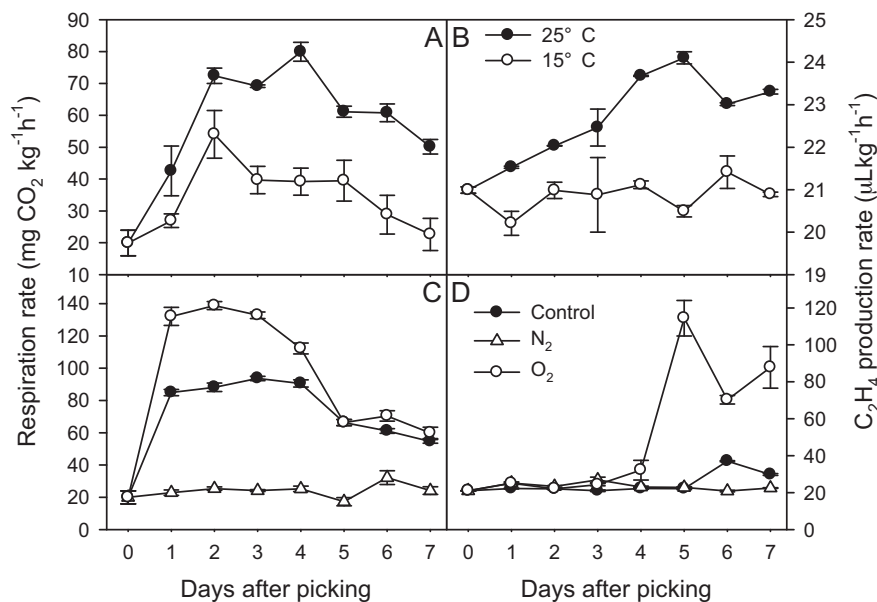 A
B
25° C
15° C
90
80
70
60
50
40
30
20
10
25
24
23
22
21
20
19
Respiration rate (mg CO₂ kg⁻¹h⁻¹)
C₂H₄ production rate (μLkg⁻¹h⁻¹)
C
D
Control
N₂
O₂
140
120
100
80
60
40
20
0
120
100
80
60
40
20
0
0 1 2 3 4 5 6 7
0 1 2 3 4 5 6 7
Days after picking
Days after picking